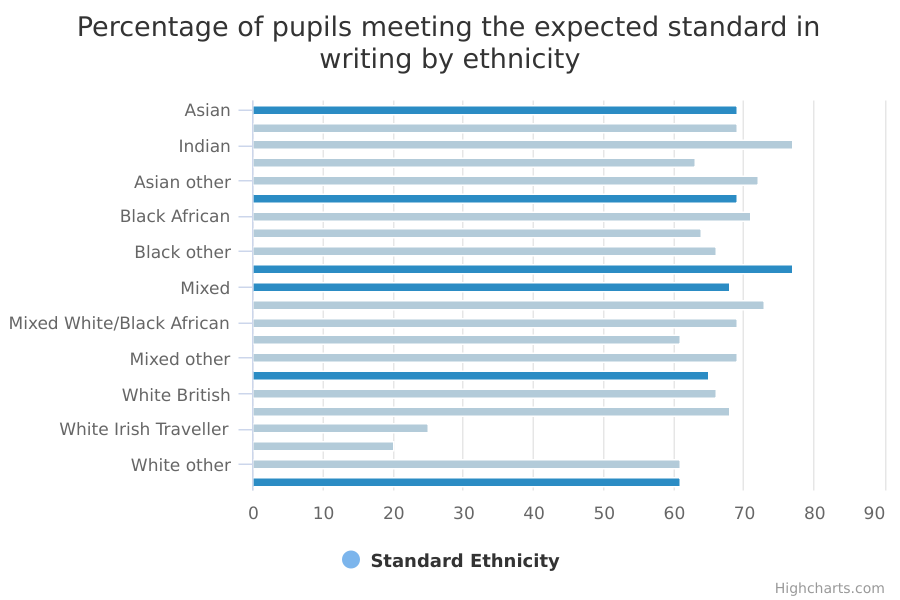 Percentage of pupils meeting the expected standard in
writing by ethnicity
Asian
Indian
Asian other
Black African
Black other
Mixed
Mixed White/Black African
Mixed other
White British
White Irish Traveller
White other
0 10 20 30 40 50 60 70 80 90
Standard Ethnicity
Highcharts.com